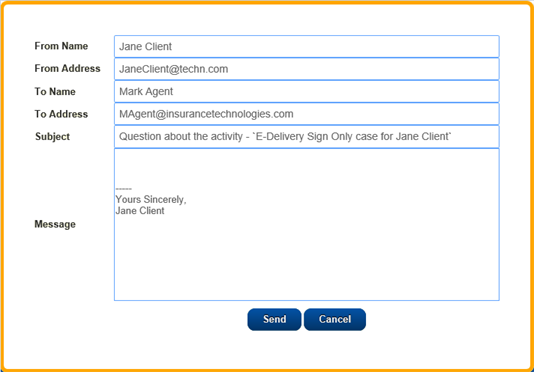 From Name Jane Client
From Address JaneClient@techn.com
To Name Mark Agent
To Address MAgent@insurancetechnologies.com
Subject Question about the activity - `E-Delivery Sign Only case for Jane Client`
Message
-----
Yours Sincerely,
Jane Client
Send Cancel